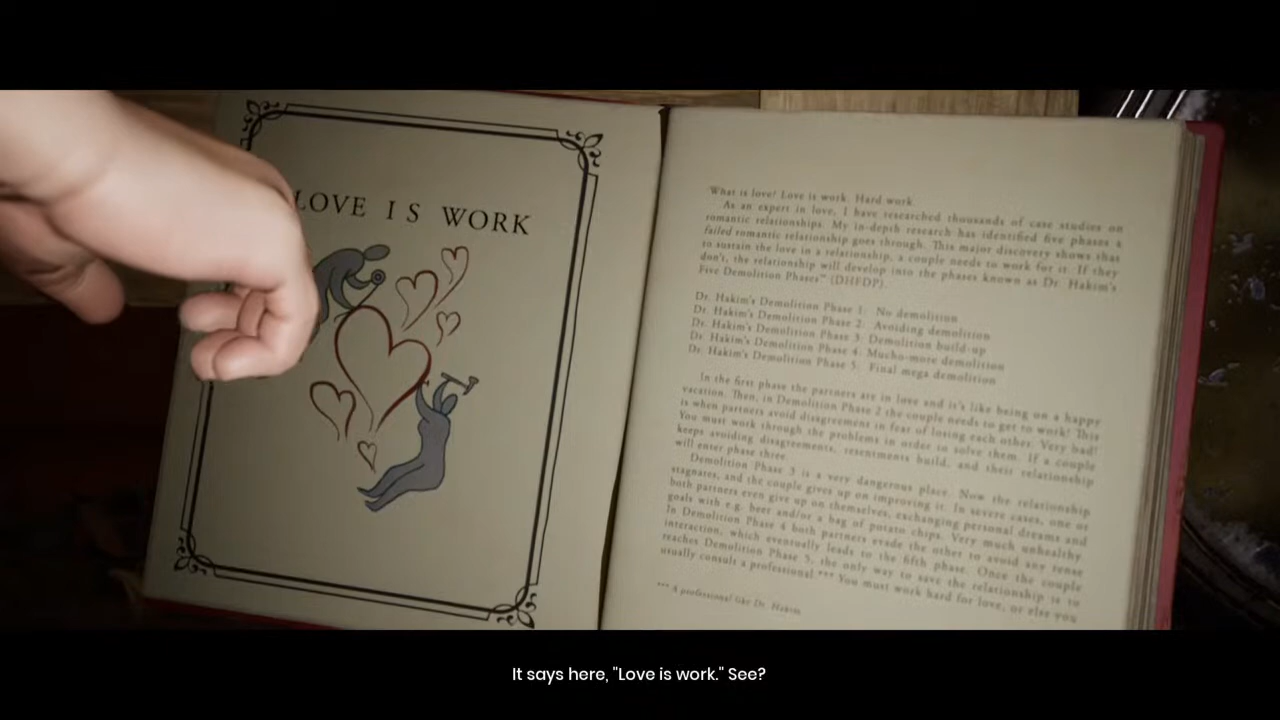 LOVE IS WORK
"What is love? Love is work. Hard work.
As an expert in love, I have researched thousands of case studies on
romantic relationships. My in-depth research has identified five phases a
failed romantic relationship goes through. This major discovery shows that
to sustain the love in a relationship, a couple needs to work for it. If they
don't, the relationship will develop into the phases known as Dr. Hakim's
Five Demolition Phases™ (DHFDP).
Dr. Hakim's Demolition Phase 1: No demolition
Dr. Hakim's Demolition Phase 2: Avoiding demolition
Dr. Hakim's Demolition Phase 3: Demolition build-up
Dr. Hakim's Demolition Phase 4: Mucho-more demolition
Dr. Hakim's Demolition Phase 5: Final mega demolition
In the first phase the partners are in love and it's like being on a happy
vacation. Then, in Demolition Phase 2 the couple needs to get to work! This
is when partners avoid disagreement in fear of losing each other. Very bad!
You must work through the problems in order to solve them. If a couple
keeps avoiding disagreements, resentments build, and their relationship
will enter phase three.
Demolition Phase 3 is a very dangerous place. Now the relationship
stagnates, and the couple gives up on improving it. In severe cases, one or
both partners even give up on themselves, exchanging personal dreams and
goals with e.g. beer and/or a bag of potato chips. Very much unhealthy
In Demolition Phase 4 both partners evade the other to avoid any tense
interaction, which eventually leads to the fifth phase. Once the couple
reaches Demolition Phase 5, the only way to save the relationship is to
usually consult a professional *** You must work hard for love, or else you
*** A professional like Dr. Hakim.
It says here, "Love is work." See?